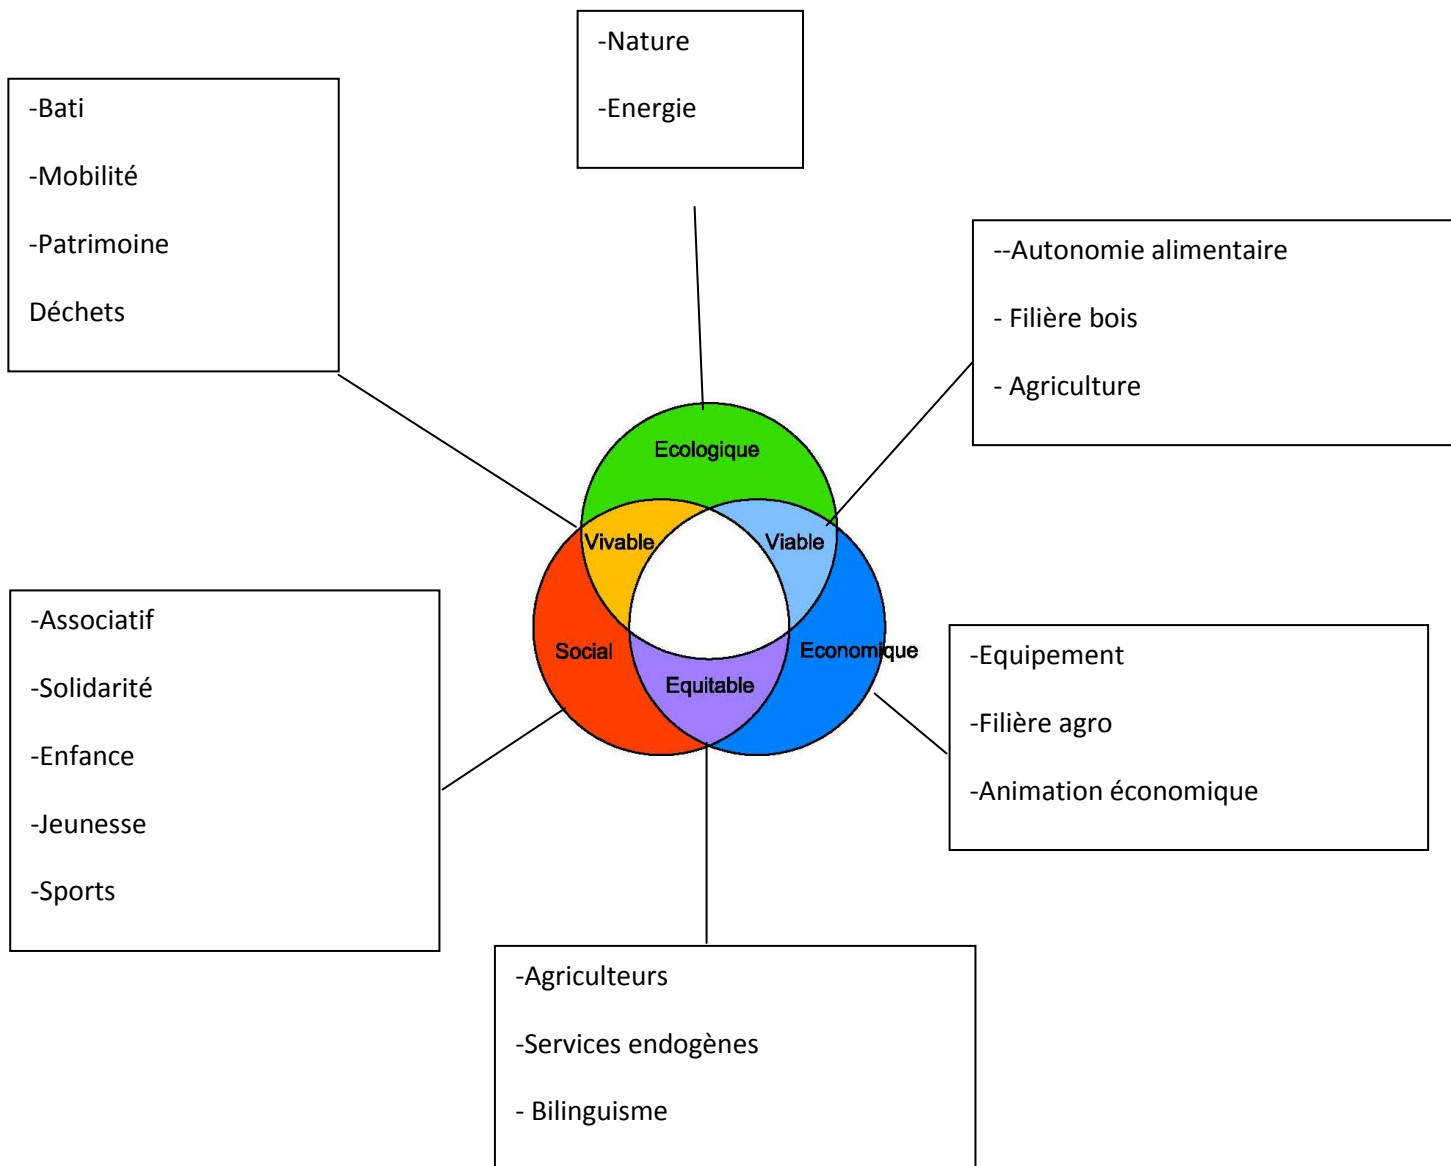 -Nature
-Energie
-Bati
-Mobilité
-Patrimoine
Déchets
--Autonomie alimentaire
- Filière bois
- Agriculture
Ecologique
Vivable
Viable
Social
Economique
Equitable
-Associatif
-Solidarité
-Enfance
-Jeunesse
-Sports
-Equipement
-Filière agro
-Animation économique
-Agriculteurs
-Services endogènes
- Bilinguisme